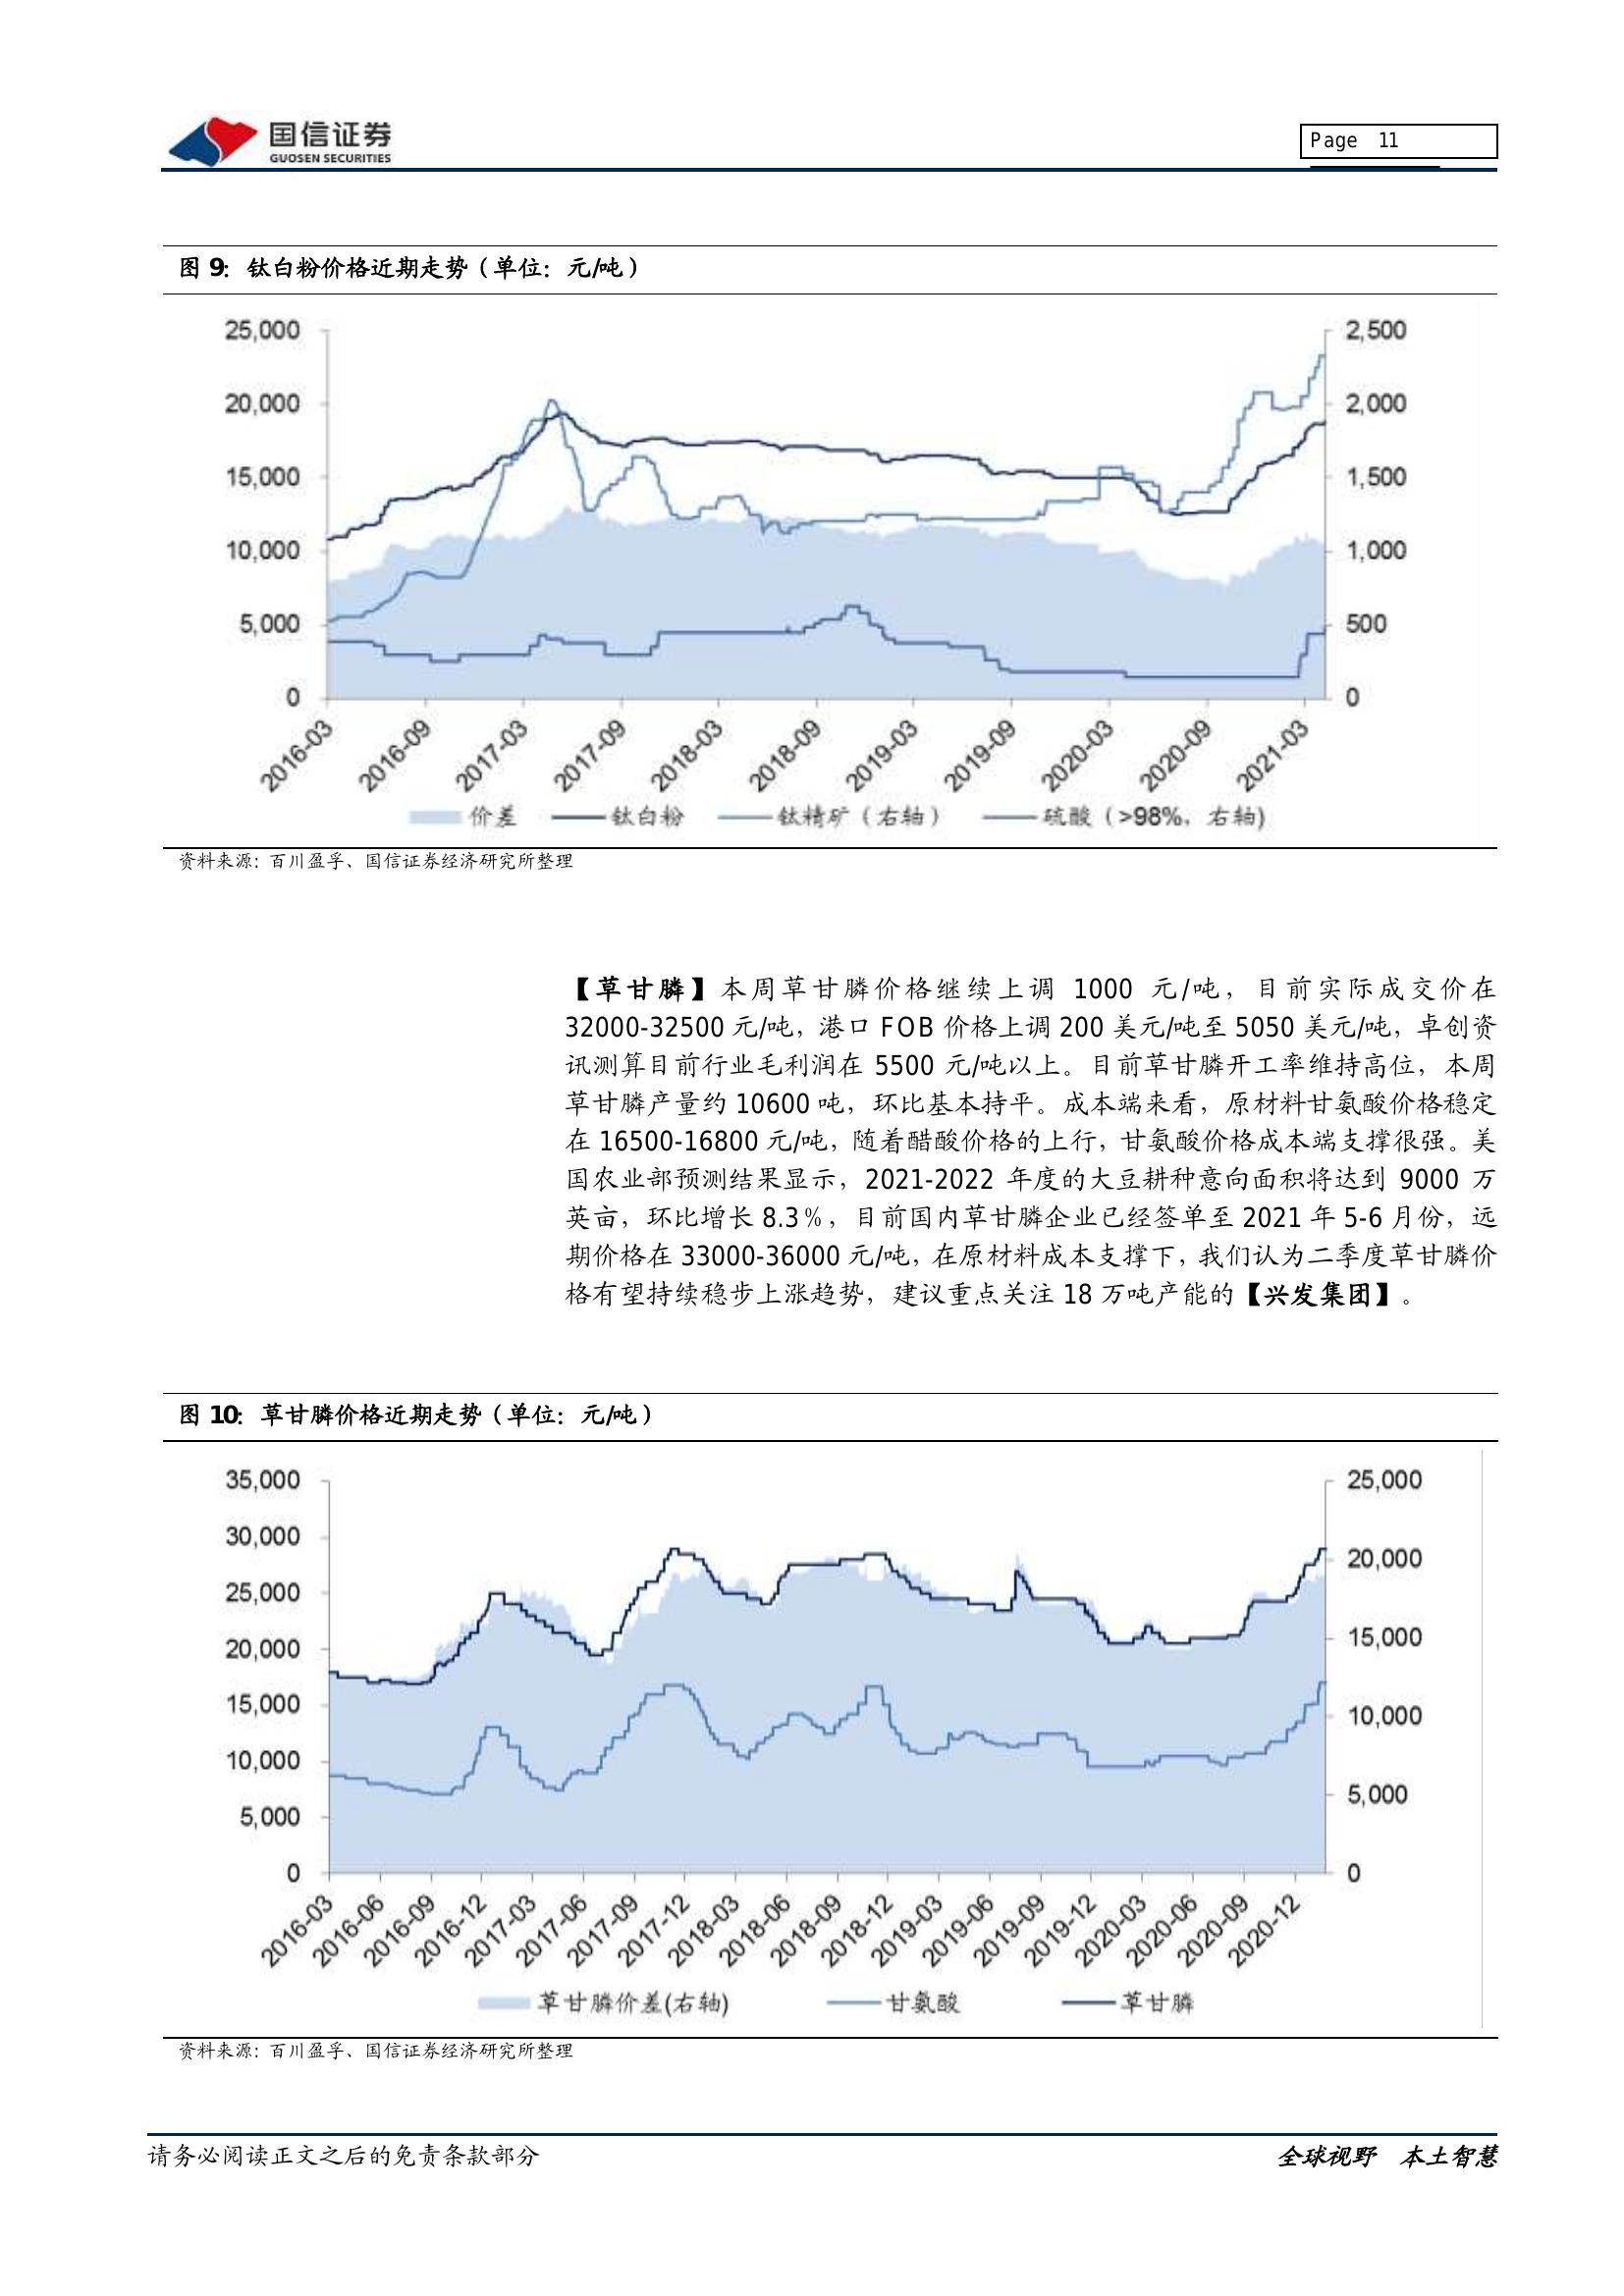 国信证券
GUOSEN SECURITIES
Page 11
图 9：钛白粉价格近期走势（单位：元/吨）
25,000
20,000
15,000
10,000
5,000
0
2,500
2,000
1,500
1,000
500
0
2016-03
2016-09
2017-03
2017-09
2018-03
2018-09
2019-03
2019-09
2020-03
2020-09
2021-03
价差 钛白粉 钛精矿（右轴） 硫酸（>98%，右轴)
资料来源：百川盈孚、国信证券经济研究所整理
【草甘膦】本周草甘膦价格继续上调 1000 元/吨，目前实际成交价在
32000-32500 元/吨，港口 FOB 价格上调 200 美元/吨至 5050 美元/吨，卓创资
讯测算目前行业毛利润在 5500 元/吨以上。目前草甘膦开工率维持高位，本周
草甘膦产量约 10600 吨，环比基本持平。成本端来看，原材料甘氨酸价格稳定
在 16500-16800 元/吨，随着醋酸价格的上行，甘氨酸价格成本端支撑很强。美
国农业部预测结果显示，2021-2022 年度的大豆耕种意向面积将达到 9000 万
英亩，环比增长 8.3%，目前国内草甘膦企业已经签单至 2021 年 5-6 月份，远
期价格在 33000-36000 元/吨，在原材料成本支撑下，我们认为二季度草甘膦价
格有望持续稳步上涨趋势，建议重点关注 18 万吨产能的【兴发集团】。
图 10：草甘膦价格近期走势（单位：元/吨）
35,000
30,000
25,000
20,000
15,000
10,000
5,000
0
25,000
20,000
15,000
10,000
5,000
0
2016-03
2016-06
2016-09
2016-12
2017-03
2017-06
2017-09
2017-12
2018-03
2018-06
2018-09
2018-12
2019-03
2019-06
2019-09
2019-12
2020-03
2020-06
2020-09
2020-12
草甘膦价差(右轴) 甘氨酸 草甘膦
资料来源：百川盈孚、国信证券经济研究所整理
请务必阅读正文之后的免责条款部分
全球视野 本土智慧